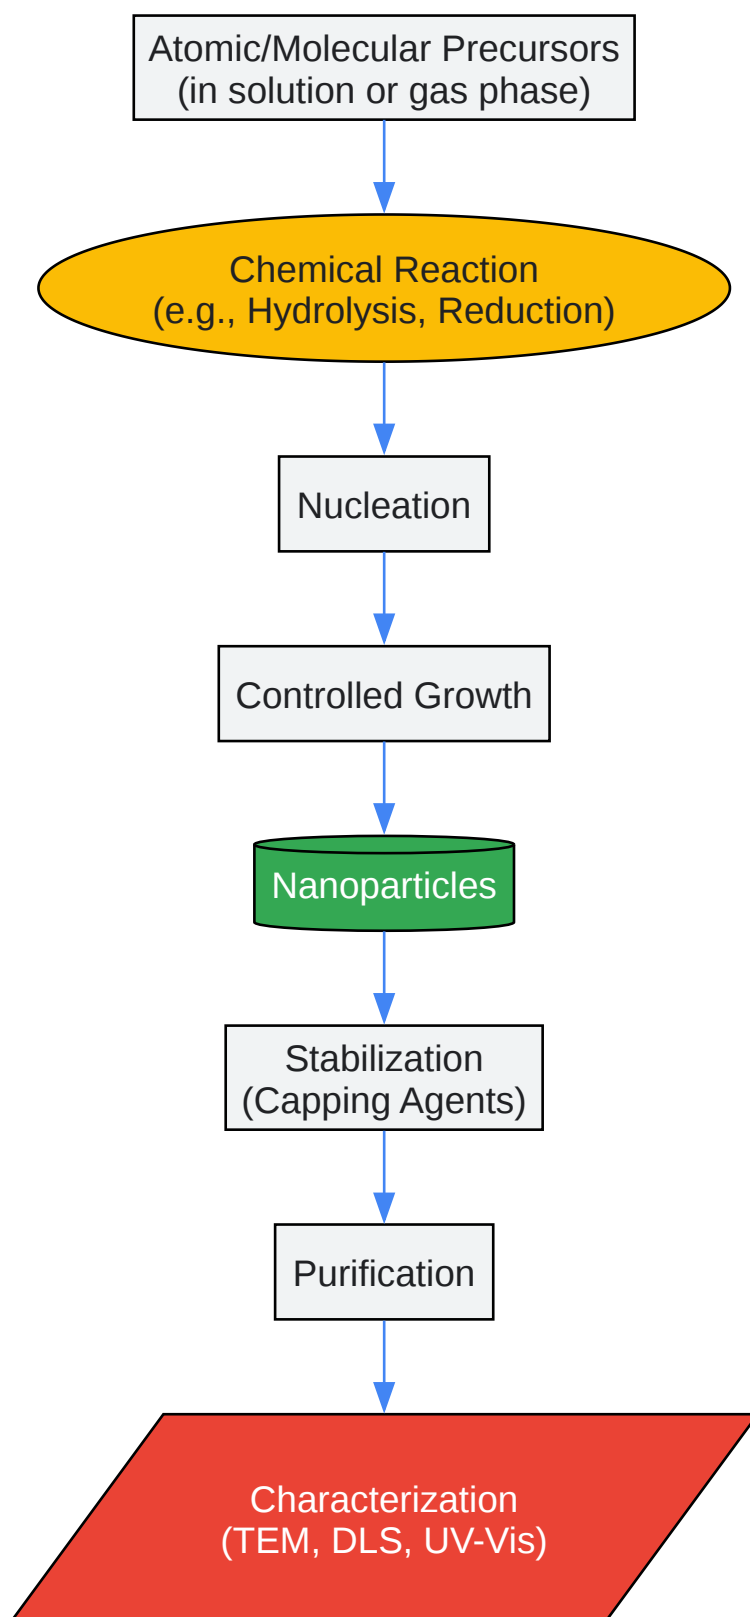 Atomic/Molecular Precursors
(in solution or gas phase)
Chemical Reaction
(e.g., Hydrolysis, Reduction)
Nucleation
Controlled Growth
Nanoparticles
Stabilization
(Capping Agents)
Purification
Characterization
(TEM, DLS, UV-Vis)